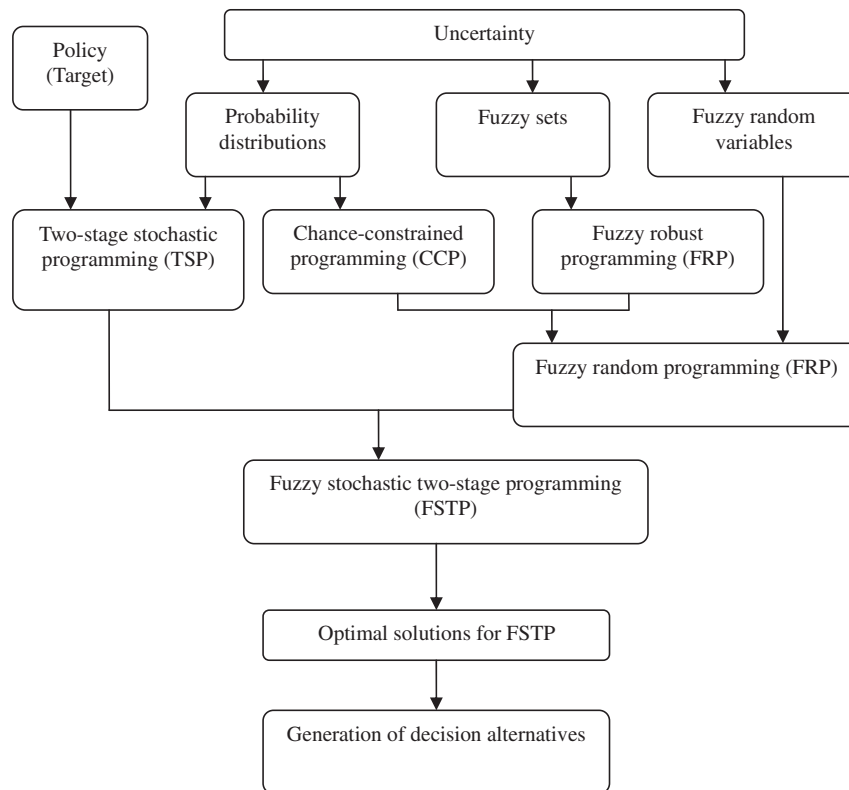 Policy
(Target)
Uncertainty
Probability
distributions
Fuzzy sets
Fuzzy random
variables
Two-stage stochastic
programming (TSP)
Chance-constrained
programming (CCP)
Fuzzy robust
programming (FRP)
Fuzzy random programming (FRP)
Fuzzy stochastic two-stage programming
(FSTP)
Optimal solutions for FSTP
Generation of decision alternatives